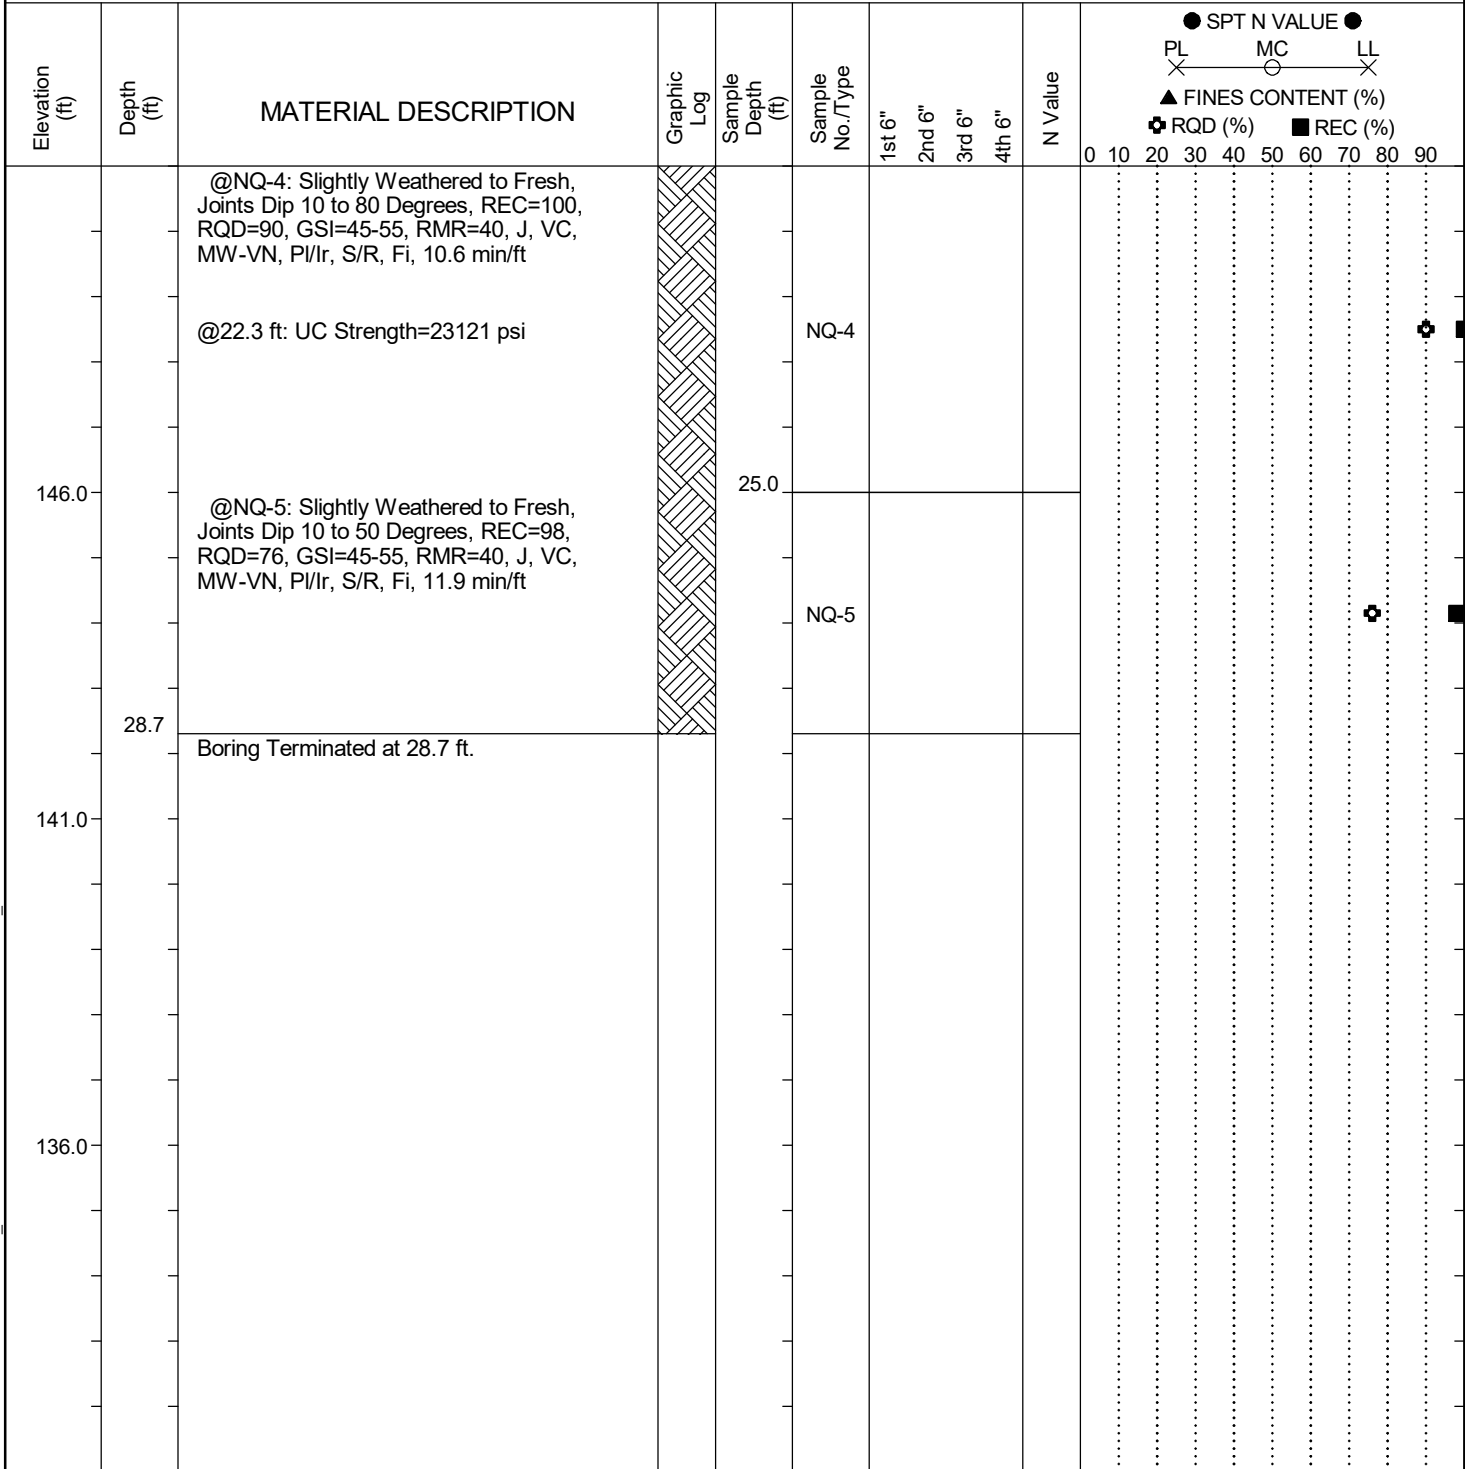 Elevation
(ft)
Depth
(ft)
MATERIAL DESCRIPTION
Graphic
Log
Sample
Depth
(ft)
Sample
No./Type
1st 6"
2nd 6"
3rd 6"
4th 6"
N Value
SPT N VALUE
PL MC LL
FINES CONTENT (%)
RQD (%) REC (%)
0 10 20 30 40 50 60 70 80 90
@NQ-4: Slightly Weathered to Fresh,
Joints Dip 10 to 80 Degrees, REC=100,
RQD=90, GSI=45-55, RMR=40, J, VC,
MW-VN, Pl/Ir, S/R, Fi, 10.6 min/ft
@22.3 ft: UC Strength=23121 psi
NQ-4
146.0
25.0
@NQ-5: Slightly Weathered to Fresh,
Joints Dip 10 to 50 Degrees, REC=98,
RQD=76, GSI=45-55, RMR=40, J, VC,
MW-VN, Pl/Ir, S/R, Fi, 11.9 min/ft
NQ-5
28.7
Boring Terminated at 28.7 ft.
141.0
136.0